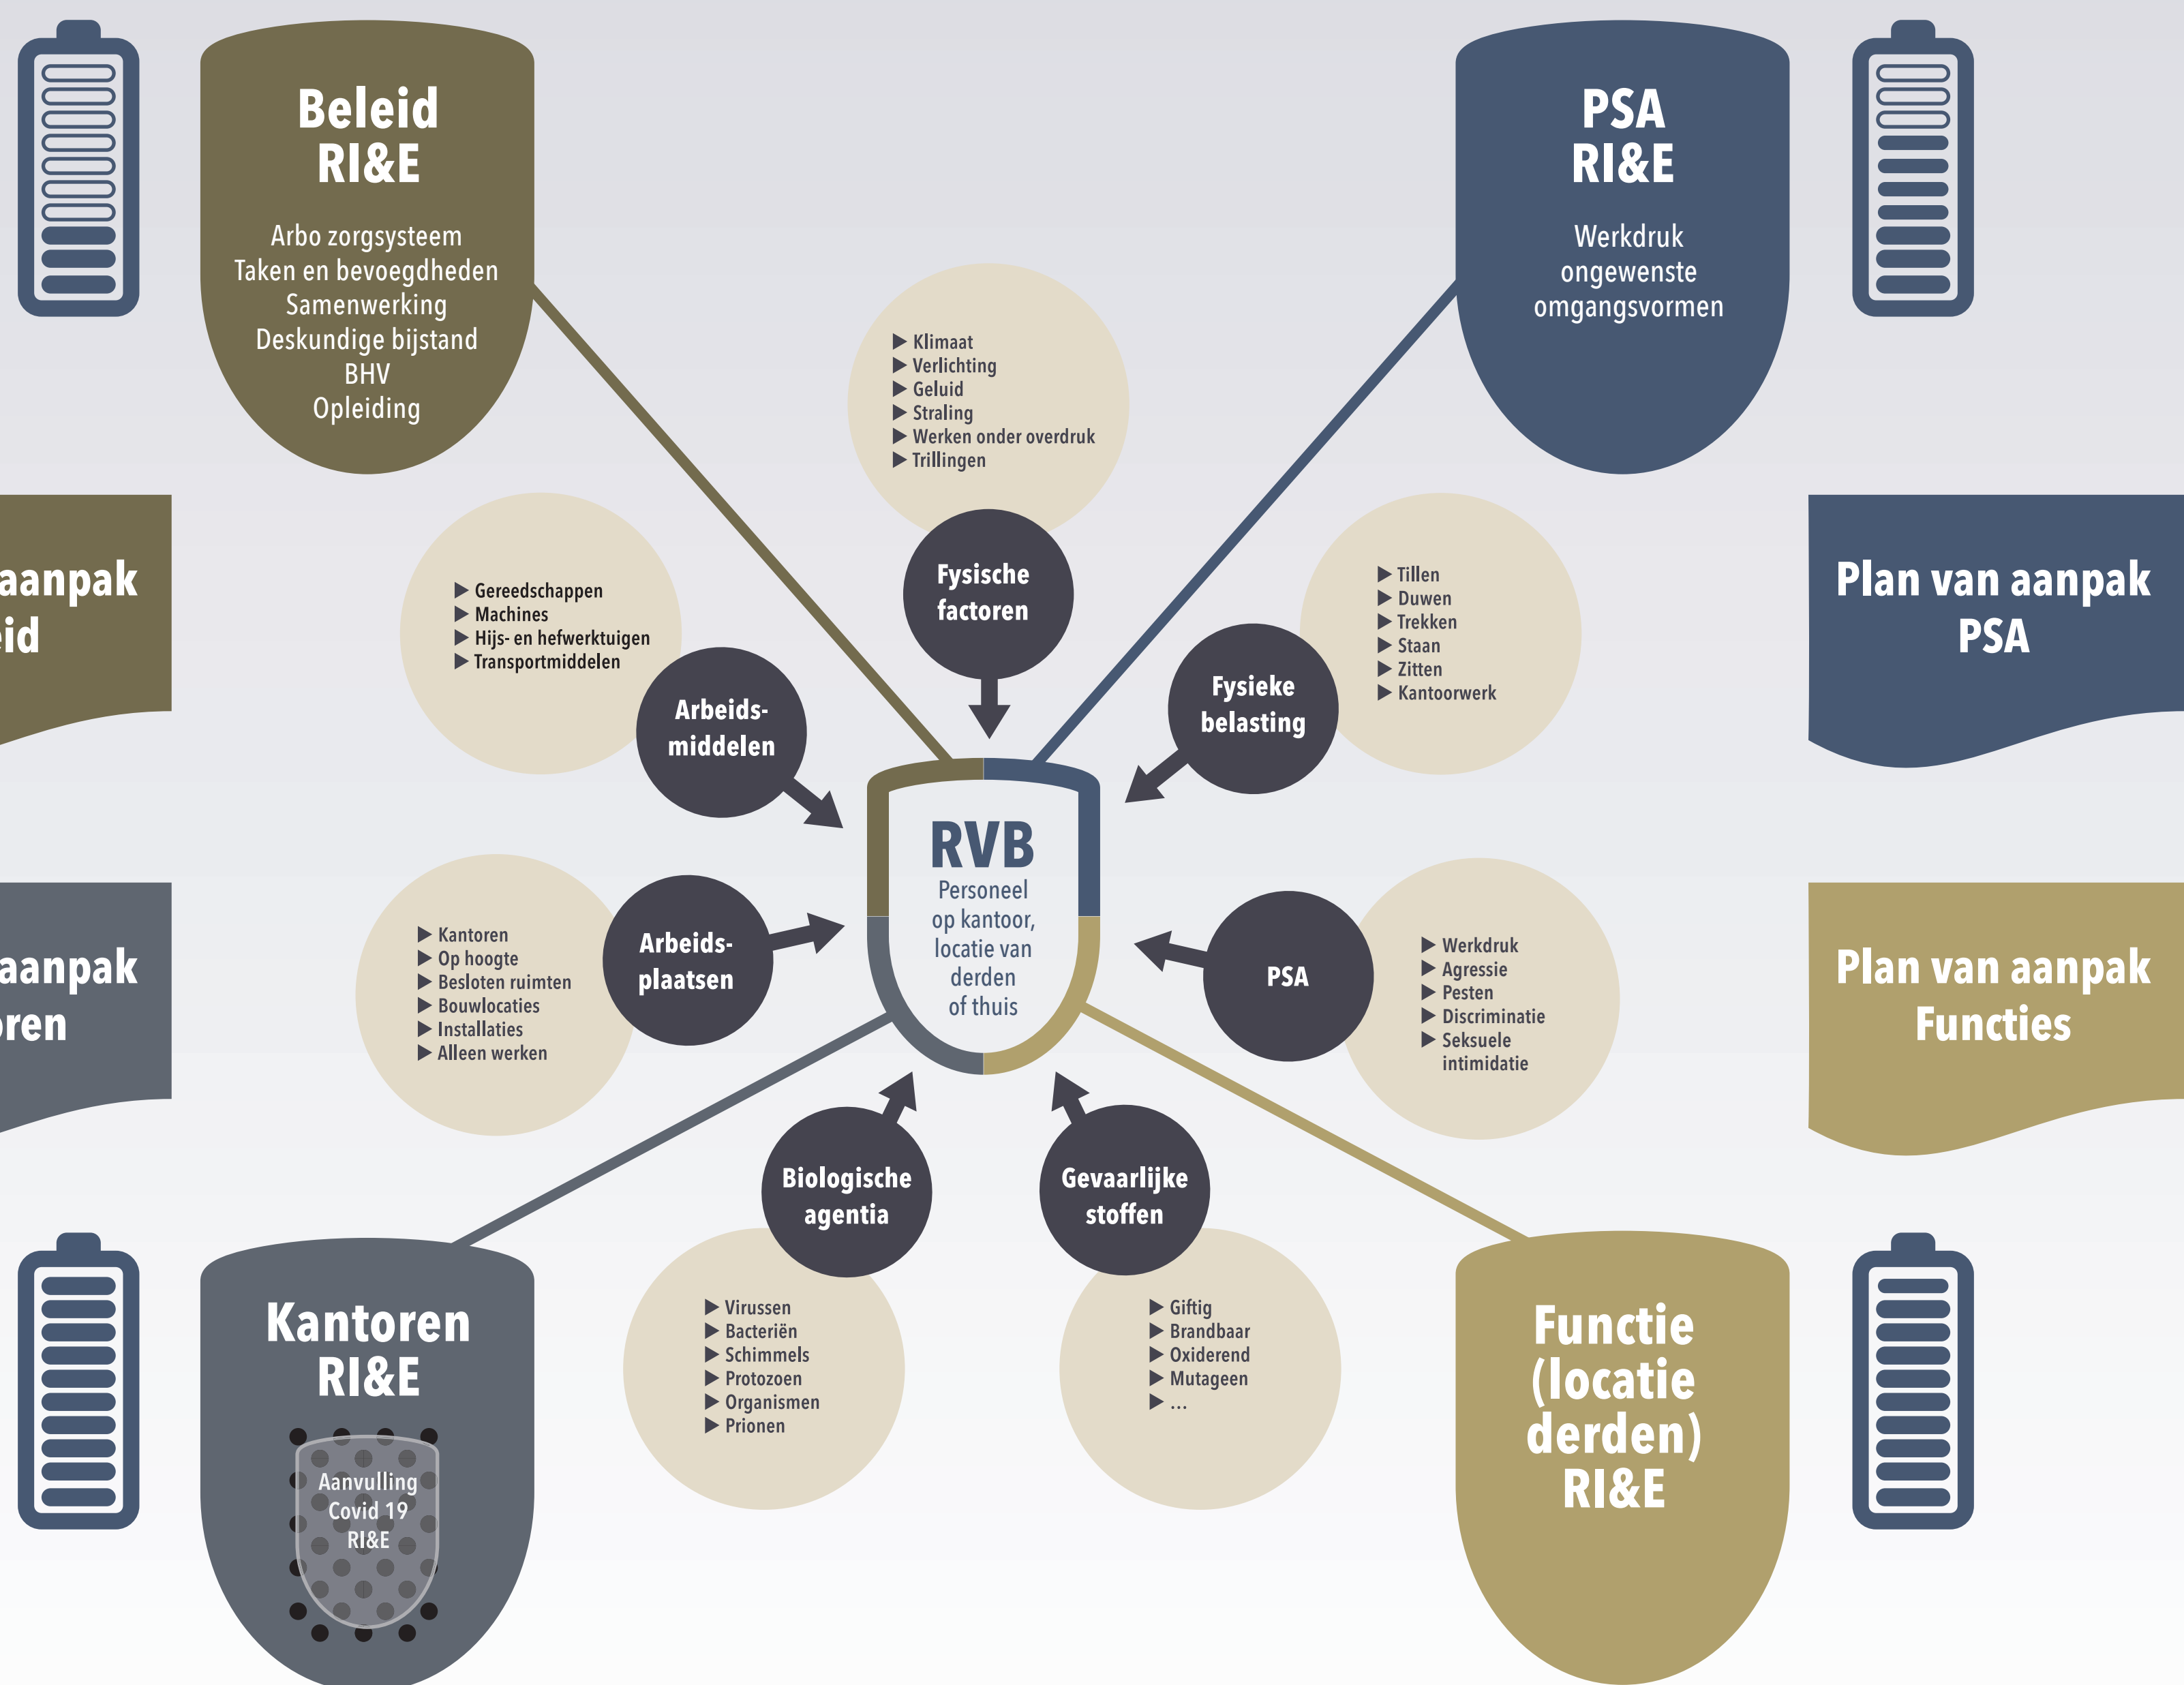 Beleid
RI&E
Arbo zorgsysteem
Taken en bevoegdheden
Samenwerking
Deskundige bijstand
BHV
Opleiding
PSA
RI&E
Werkdruk
ongewenste
omgangsvormen
▶ Klimaat
▶ Verlichting
▶ Geluid
▶ Straling
▶ Werken onder overdruk
▶ Trillingen
Fysische
factoren
aanpak
eid
▶ Gereedschappen
▶ Machines
▶ Hijs- en hefwerktuigen
▶ Transportmiddelen
Arbeids-
middelen
▶ Tillen
▶ Duwen
▶ Trekken
▶ Staan
▶ Zitten
▶ Kantoorwerk
Fysieke
belasting
Plan van aanpak
PSA
RVB
Personeel
op kantoor,
locatie van
derden
of thuis
aanpak
oren
▶ Kantoren
▶ Op hoogte
▶ Besloten ruimten
▶ Bouwlocaties
▶ Installaties
▶ Alleen werken
Arbeids-
plaatsen
PSA
▶ Werkdruk
▶ Agressie
▶ Pesten
▶ Discriminatie
▶ Seksuele
intimidatie
Plan van aanpak
Functies
Biologische
agentia
▶ Virussen
▶ Bacteriën
▶ Schimmels
▶ Protozoen
▶ Organismen
▶ Prionen
Gevaarlijke
stoffen
▶ Giftig
▶ Brandbaar
▶ Oxiderend
▶ Mutageen
▶ ...
Kantoren
RI&E
Aanvulling
Covid 19
RI&E
Functie
(locatie
derden)
RI&E